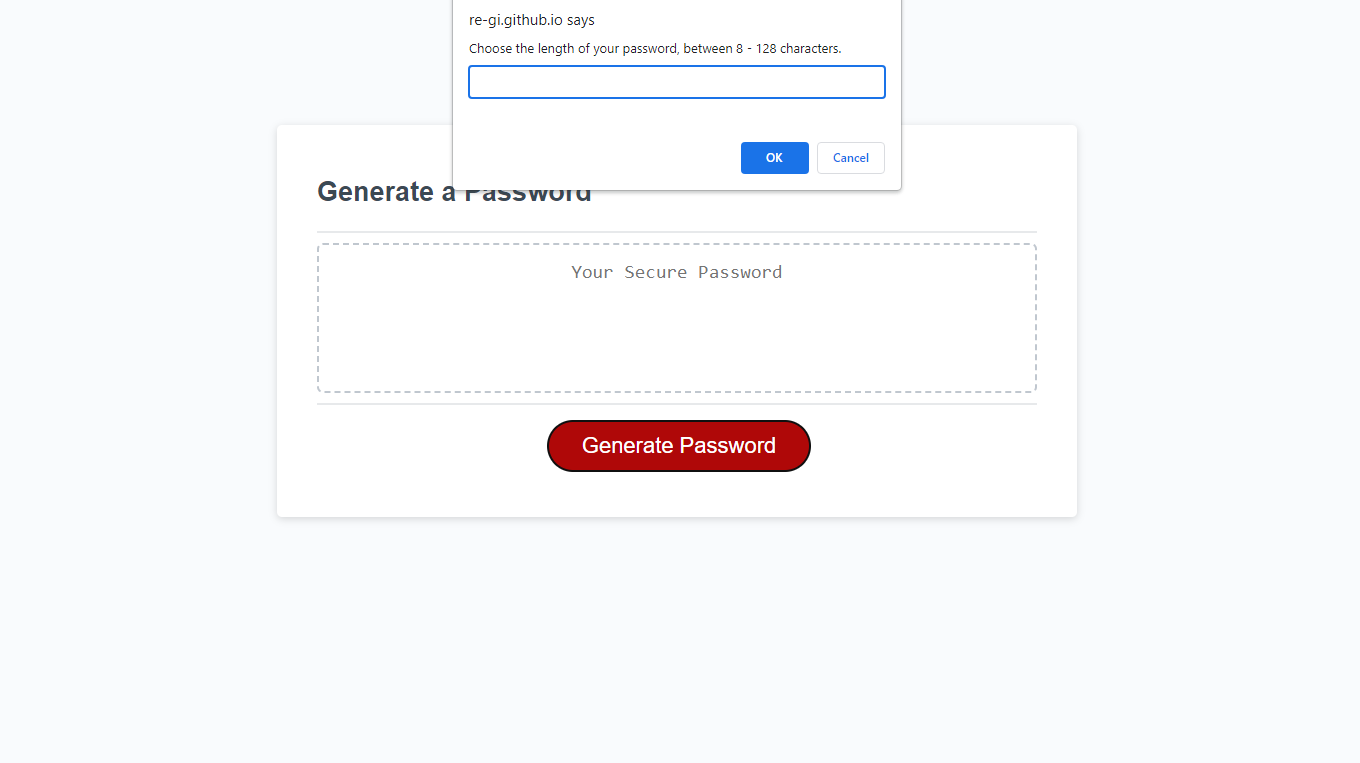 re-gi.github.io says
Choose the length of your password, between 8 - 128 characters.
OK
Cancel
Generate a Password
Your Secure Password
Generate Password